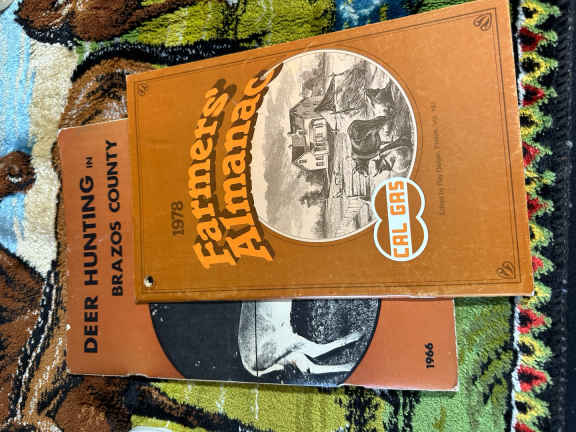 1978
Farmers'
Almanac
CAL GAS
DEER HUNTING IN
BRAZOS COUNTY
1966